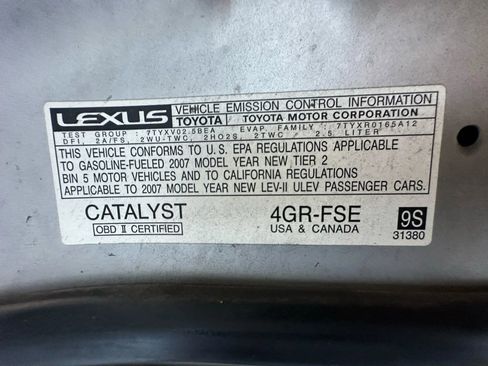 LEXUS VEHICLE EMISSION CONTROL INFORMATION
TOYOTA TOYOTA MOTOR CORPORATION
TEST GROUP : 7TYXV02.5BEA EVAP. FAMILY : 7TYXR0165A12
DFI, 2A/FS, 2WU-TWC, 2HO2S, 2TWC / 2.5 LITER
THIS VEHICLE CONFORMS TO U.S. EPA REGULATIONS APPLICABLE
TO GASOLINE-FUELED 2007 MODEL YEAR NEW TIER 2
BIN 5 MOTOR VEHICLES AND TO CALIFORNIA REGULATIONS
APPLICABLE TO 2007 MODEL YEAR NEW LEV-II ULEV PASSENGER CARS.
CATALYST 4GR-FSE 9S
OBD II CERTIFIED USA & CANADA 31380